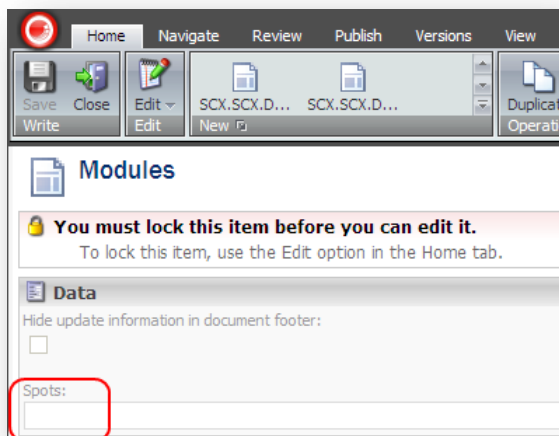 Home Navigate Review Publish Versions View
Save Close Edit SCX.SCX.D... SCX.SCX.D... Duplicat
Write Edit New Operati
Modules
You must lock this item before you can edit it.
To lock this item, use the Edit option in the Home tab.
Data
Hide update information in document footer:
Spots: